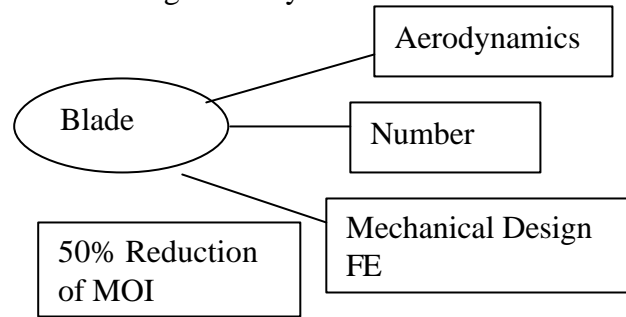 Aerodynamics
Blade
Number
Mechanical Design
FE
50% Reduction
of MOI